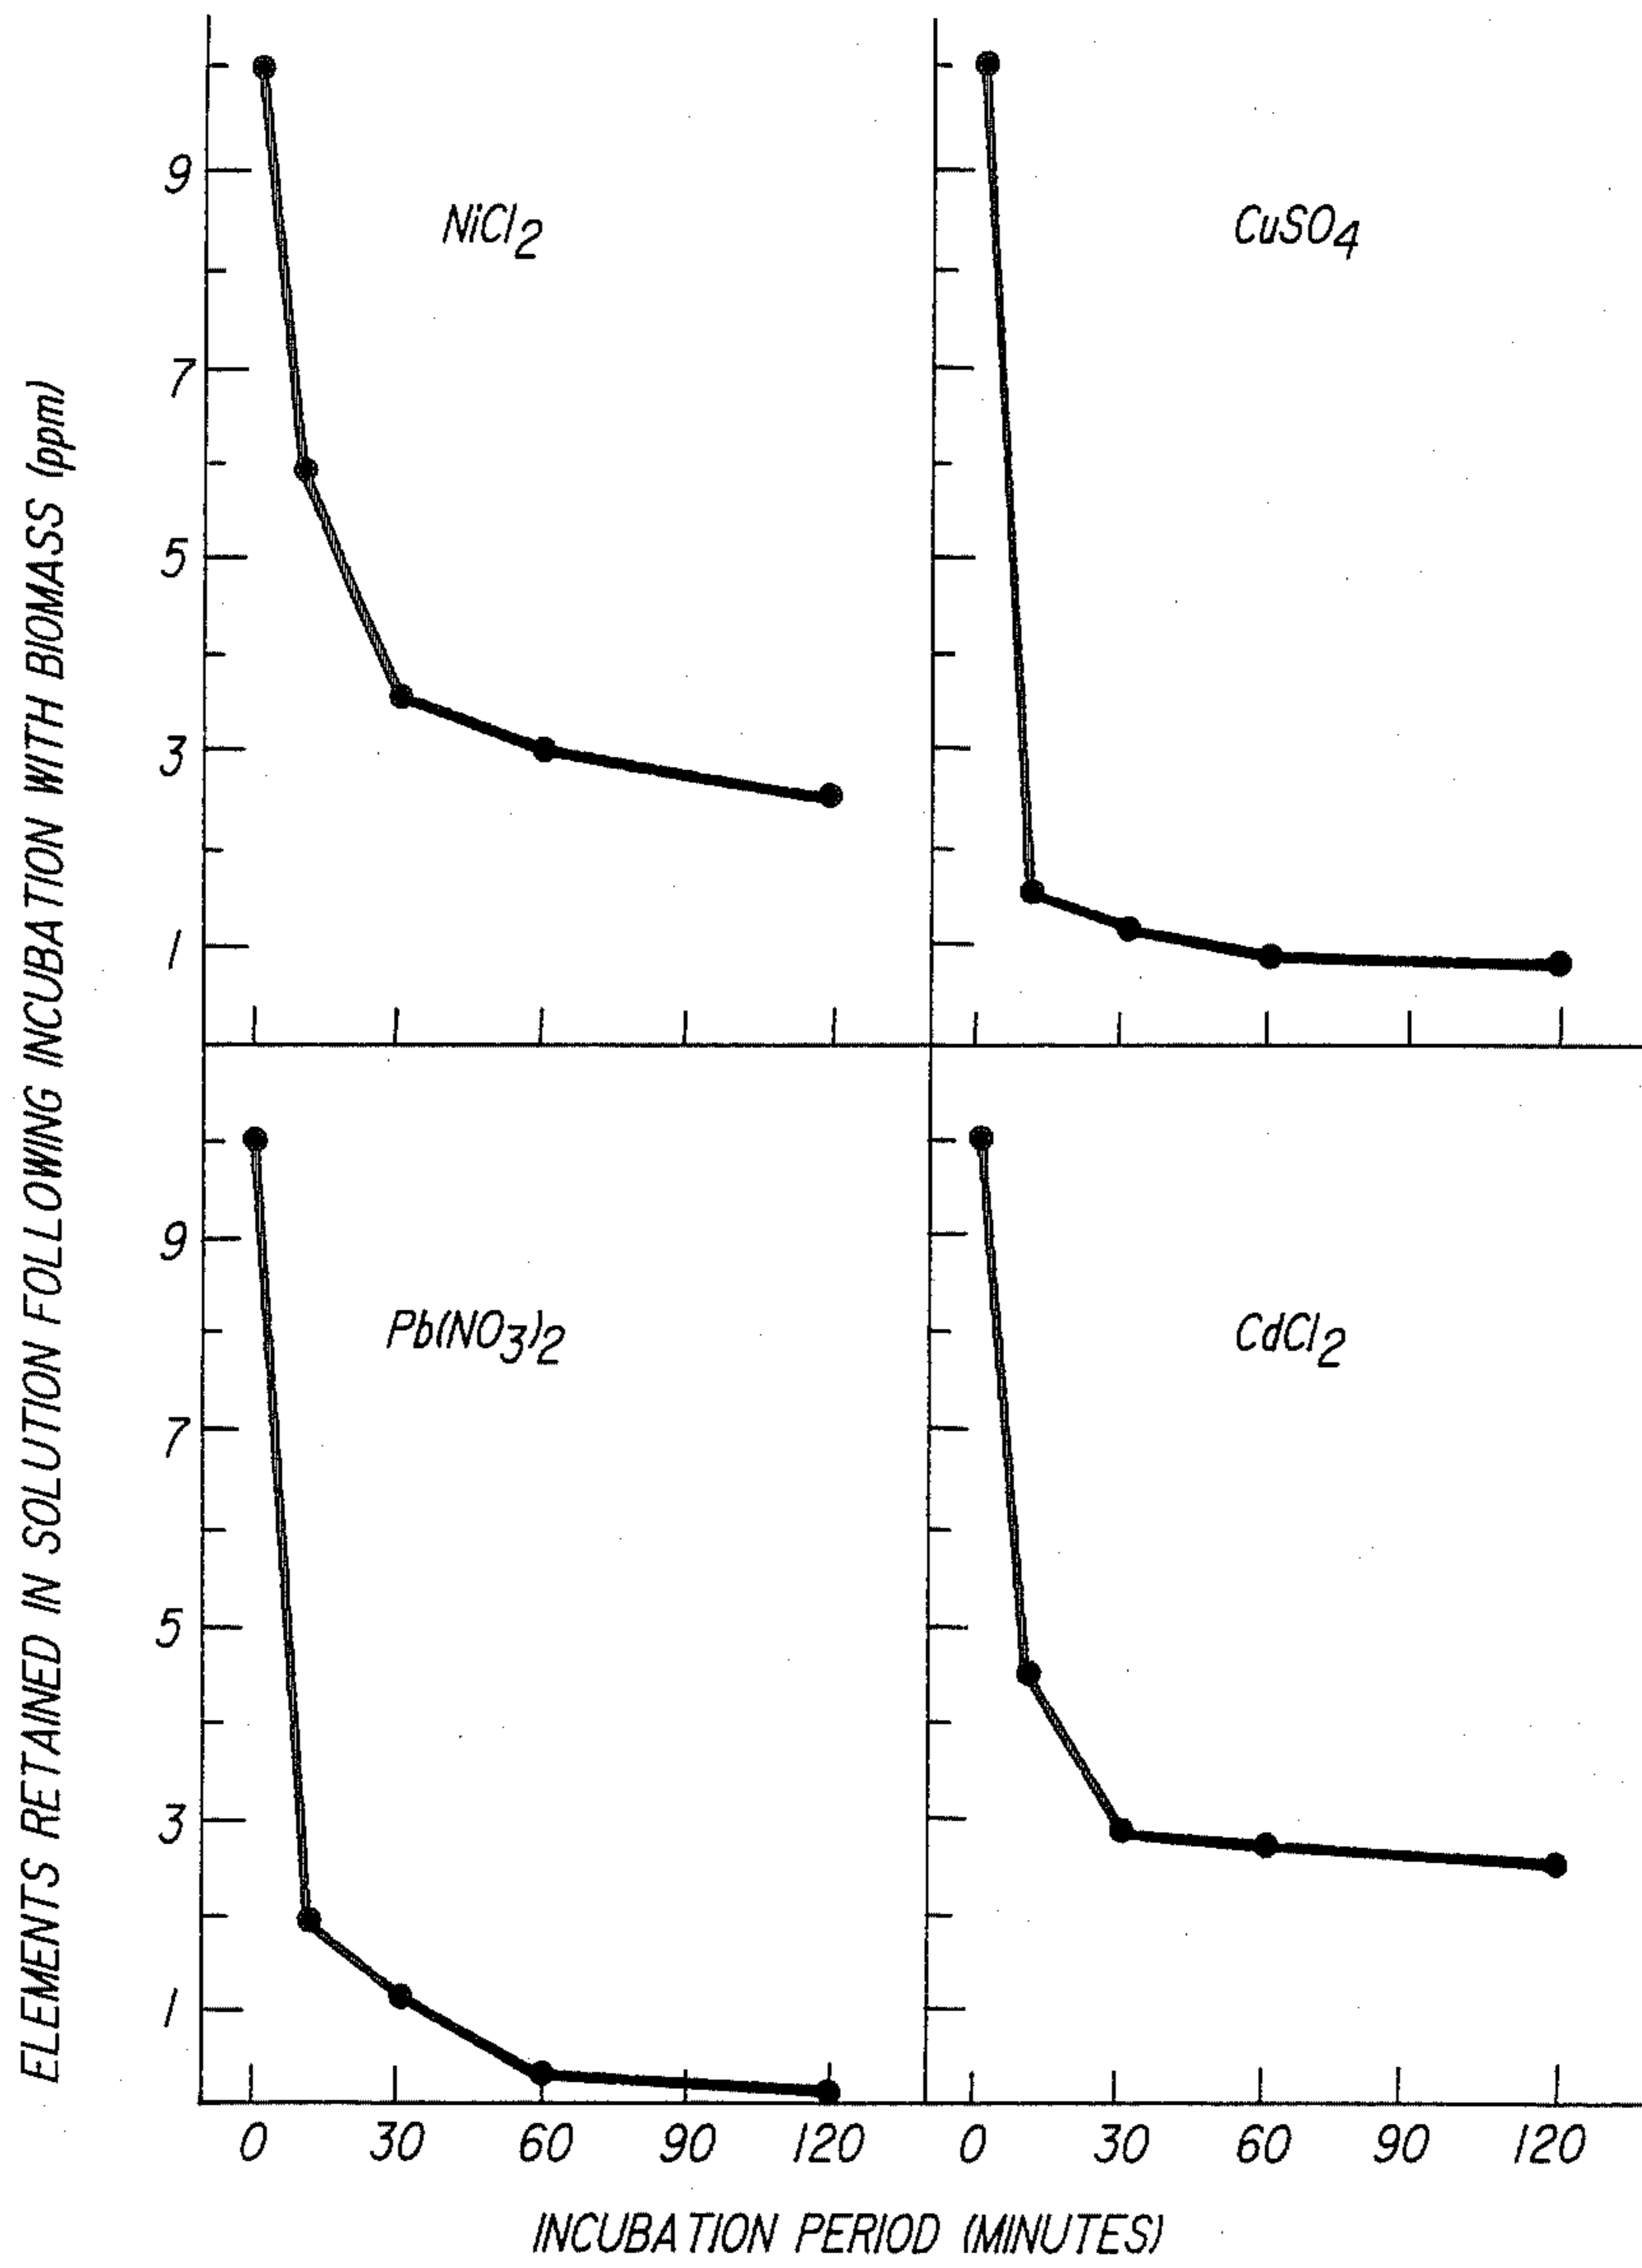 ELEMENTS RETAINED IN SOLUTION FOLLOWING INCUBATION WITH BIOMASS (ppm)
9
7
5
3
1
NiCl2
CuSO4
9
7
5
3
1
Pb(NO3)2
CdCl2
0 30 60 90 120 0 30 60 90 120
INCUBATION PERIOD (MINUTES)